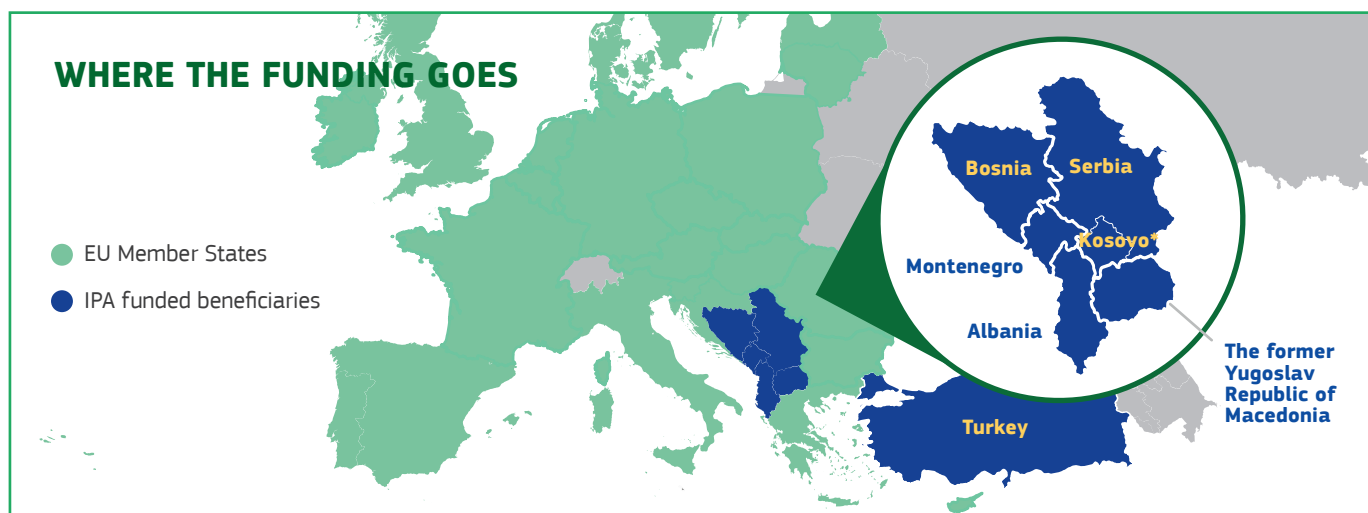 WHERE THE FUNDING GOES
EU Member States
IPA funded beneficiaries
Bosnia
Serbia
Kosovo*
Montenegro
Albania
The former
Yugoslav
Republic of
Macedonia
Turkey